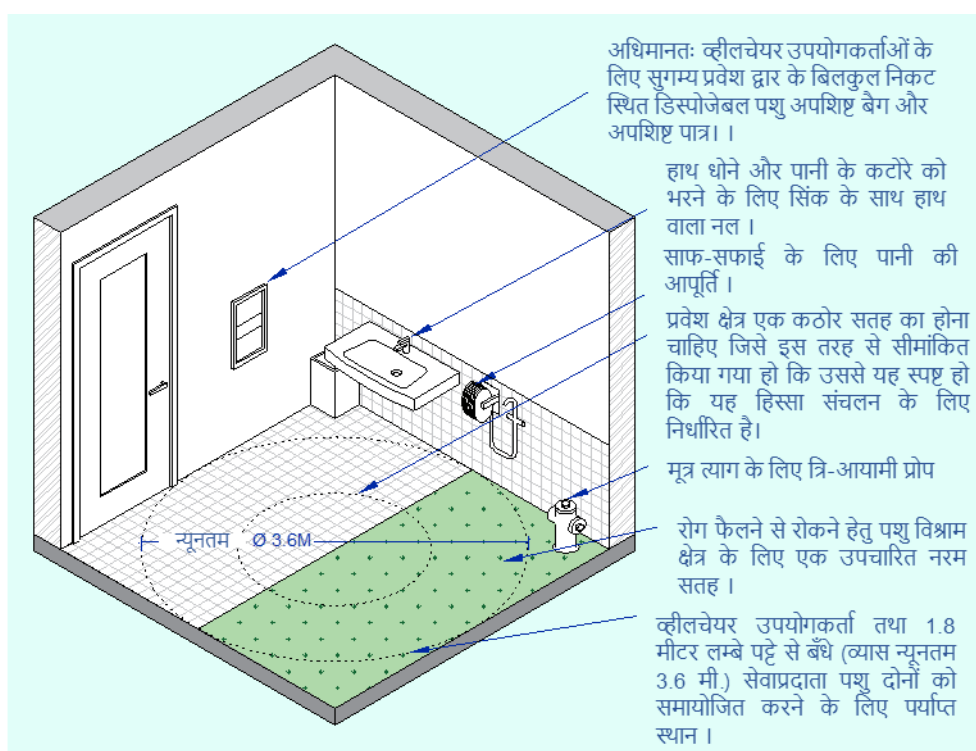 अधिमानतः व्हीलचेयर उपयोगकर्ताओं के
लिए सुगम्य प्रवेश द्वार के बिलकुल निकट
स्थित डिस्पोजेबल पशु अपशिष्ट बैग और
अपशिष्ट पात्र। ।
हाथ धोने और पानी के कटोरे को
भरने के लिए सिंक के साथ हाथ
वाला नल ।
साफ-सफाई के लिए पानी की
आपूर्ति ।
प्रवेश क्षेत्र एक कठोर सतह का होना
चाहिए जिसे इस तरह से सीमांकित
किया गया हो कि उससे यह स्पष्ट हो
कि यह हिस्सा संचलन के लिए
निर्धारित है।
मूत्र त्याग के लिए त्रि-आयामी प्रोप
न्यूनतम Ø 3.6M
रोग फैलने से रोकने हेतु पशु विश्राम
क्षेत्र के लिए एक उपचारित नरम
सतह ।
व्हीलचेयर उपयोगकर्ता तथा 1.8
मीटर लम्बे पट्टे से बँधे (व्यास न्यूनतम
3.6 मी.) सेवाप्रदाता पशु दोनों को
समायोजित करने के लिए पर्याप्त
स्थान ।